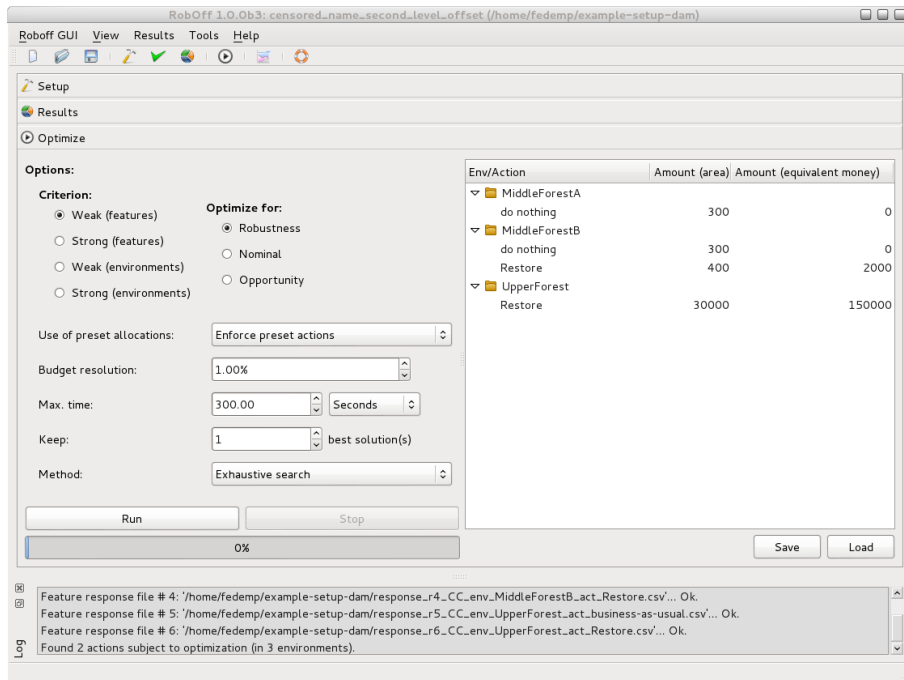 RobOff 1.0.0b3: censored_name_second_level_offset (/home/fedemp/example-setup-dam)
Roboff GUI View Results Tools Help
Setup
Results
Optimize
Options:
Criterion:
Weak (features)
Strong (features)
Weak (environments)
Strong (environments)
Optimize for:
Robustness
Nominal
Opportunity
Use of preset allocations: Enforce preset actions
Budget resolution: 1.00%
Max. time: 300.00 Seconds
Keep: 1 best solution(s)
Method: Exhaustive search
Run Stop
0%
Env/Action Amount (area) Amount (equivalent money)
MiddleForestA
do nothing 300 0
MiddleForestB
do nothing 300 0
Restore 400 2000
UpperForest
Restore 30000 150000
Save Load
Log
Feature response file # 4: '/home/fedemp/example-setup-dam/response_r4_CC_env_MiddleForestB_act_Restore.csv'... Ok.
Feature response file # 5: '/home/fedemp/example-setup-dam/response_r5_CC_env_UpperForest_act_business-as-usual.csv'... Ok.
Feature response file # 6: '/home/fedemp/example-setup-dam/response_r6_CC_env_UpperForest_act_Restore.csv'... Ok.
Found 2 actions subject to optimization (in 3 environments).